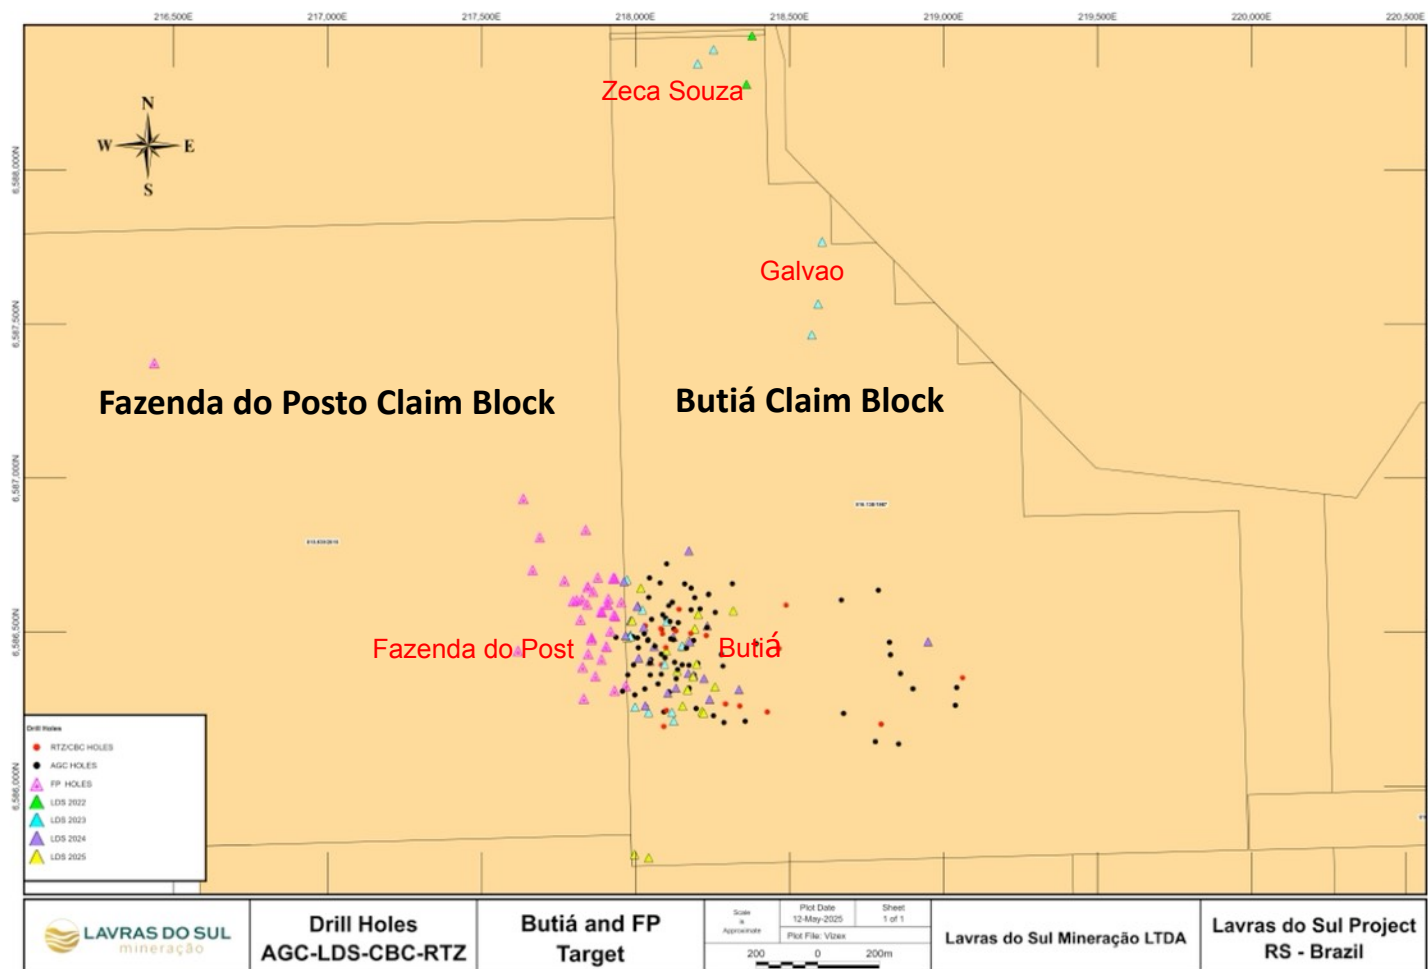 216,500E 217,000E 217,500E 218,000E 218,500E 219,000E 219,500E 220,000E 220,500E
Zeca Souza
N
W E
S
6,588,000N
Galvao
6,587,500N
Fazenda do Posto Claim Block
Butiá Claim Block
6,587,000N
6,586,500N
Fazenda do Post
Butiá
6,586,000N
Drill Holes
RTZ/CBC HOLES
AGC HOLES
FP HOLES
LDS 2022
LDS 2023
LDS 2024
LDS 2025
LAVRAS DO SUL
mineração
Drill Holes
AGC-LDS-CBC-RTZ
Butiá and FP
Target
Scale
is
Approximate
Plot Date
12-May-2025
Sheet
1 of 1
Plot File: Vizex
200 0 200m
Lavras do Sul Mineração LTDA
Lavras do Sul Project
RS - Brazil